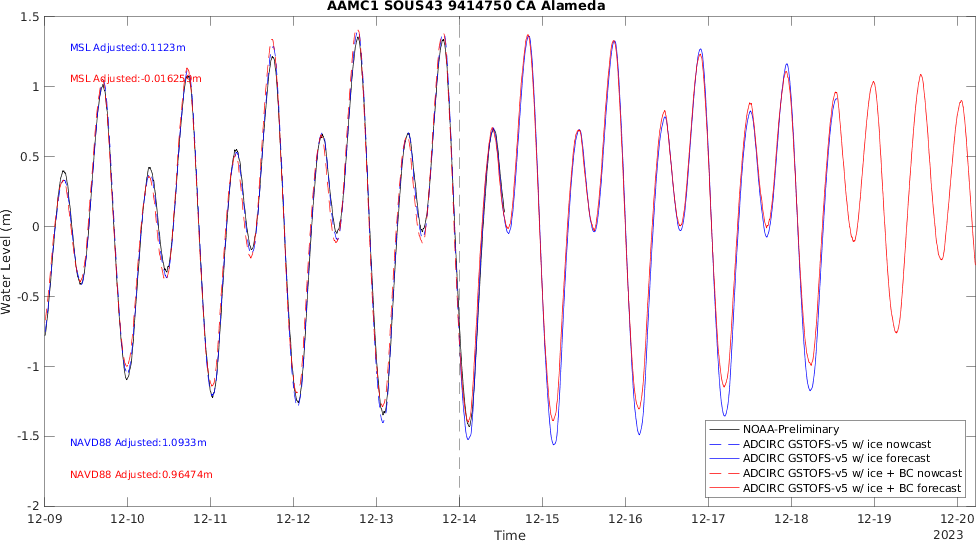 AAMC1 SOUS43 9414750 CA Alameda
MSL Adjusted:0.1123m
MSL Adjusted:-0.01625 m
NAVD88 Adjusted:1.0933m
NAVD88 Adjusted:0.96474m
Water Level (m)
1.5
1
0.5
0
-0.5
-1
-1.5
-2
NOAA-Preliminary
ADCIRC GSTOFS-v5 w/ ice nowcast
ADCIRC GSTOFS-v5 w/ ice forecast
ADCIRC GSTOFS-v5 w/ ice + BC nowcast
ADCIRC GSTOFS-v5 w/ ice + BC forecast
12-09 12-10 12-11 12-12 12-13 12-14 12-15 12-16 12-17 12-18 12-19 12-20
Time
2023